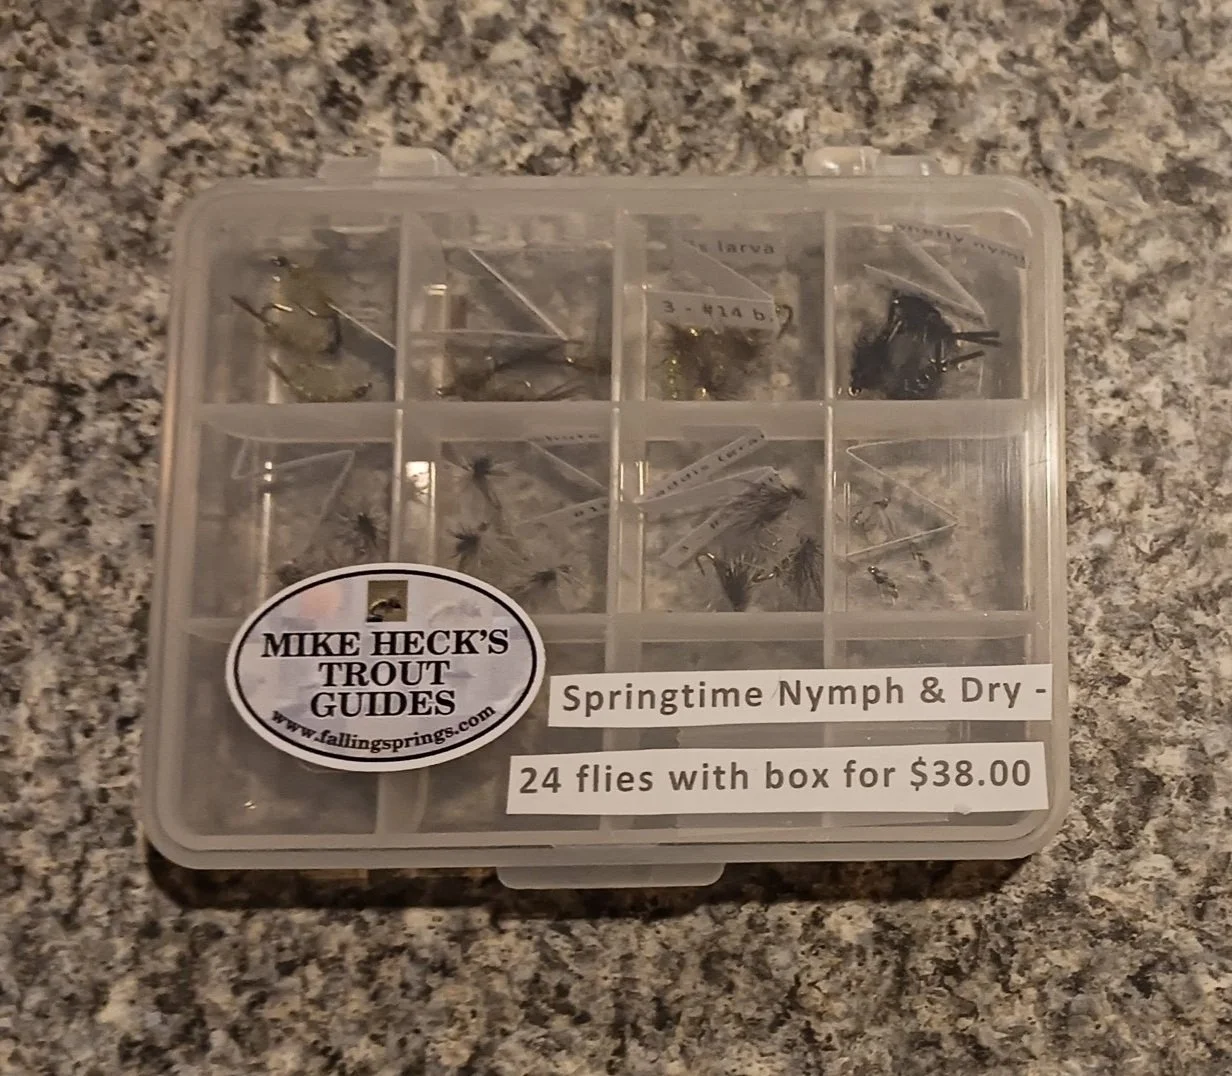 larva
3 - #14 b.
MIKE HECK'S
TROUT
GUIDES
www.fallingsprings.com
Springtime Nymph & Dry -
24 flies with box for $38.00